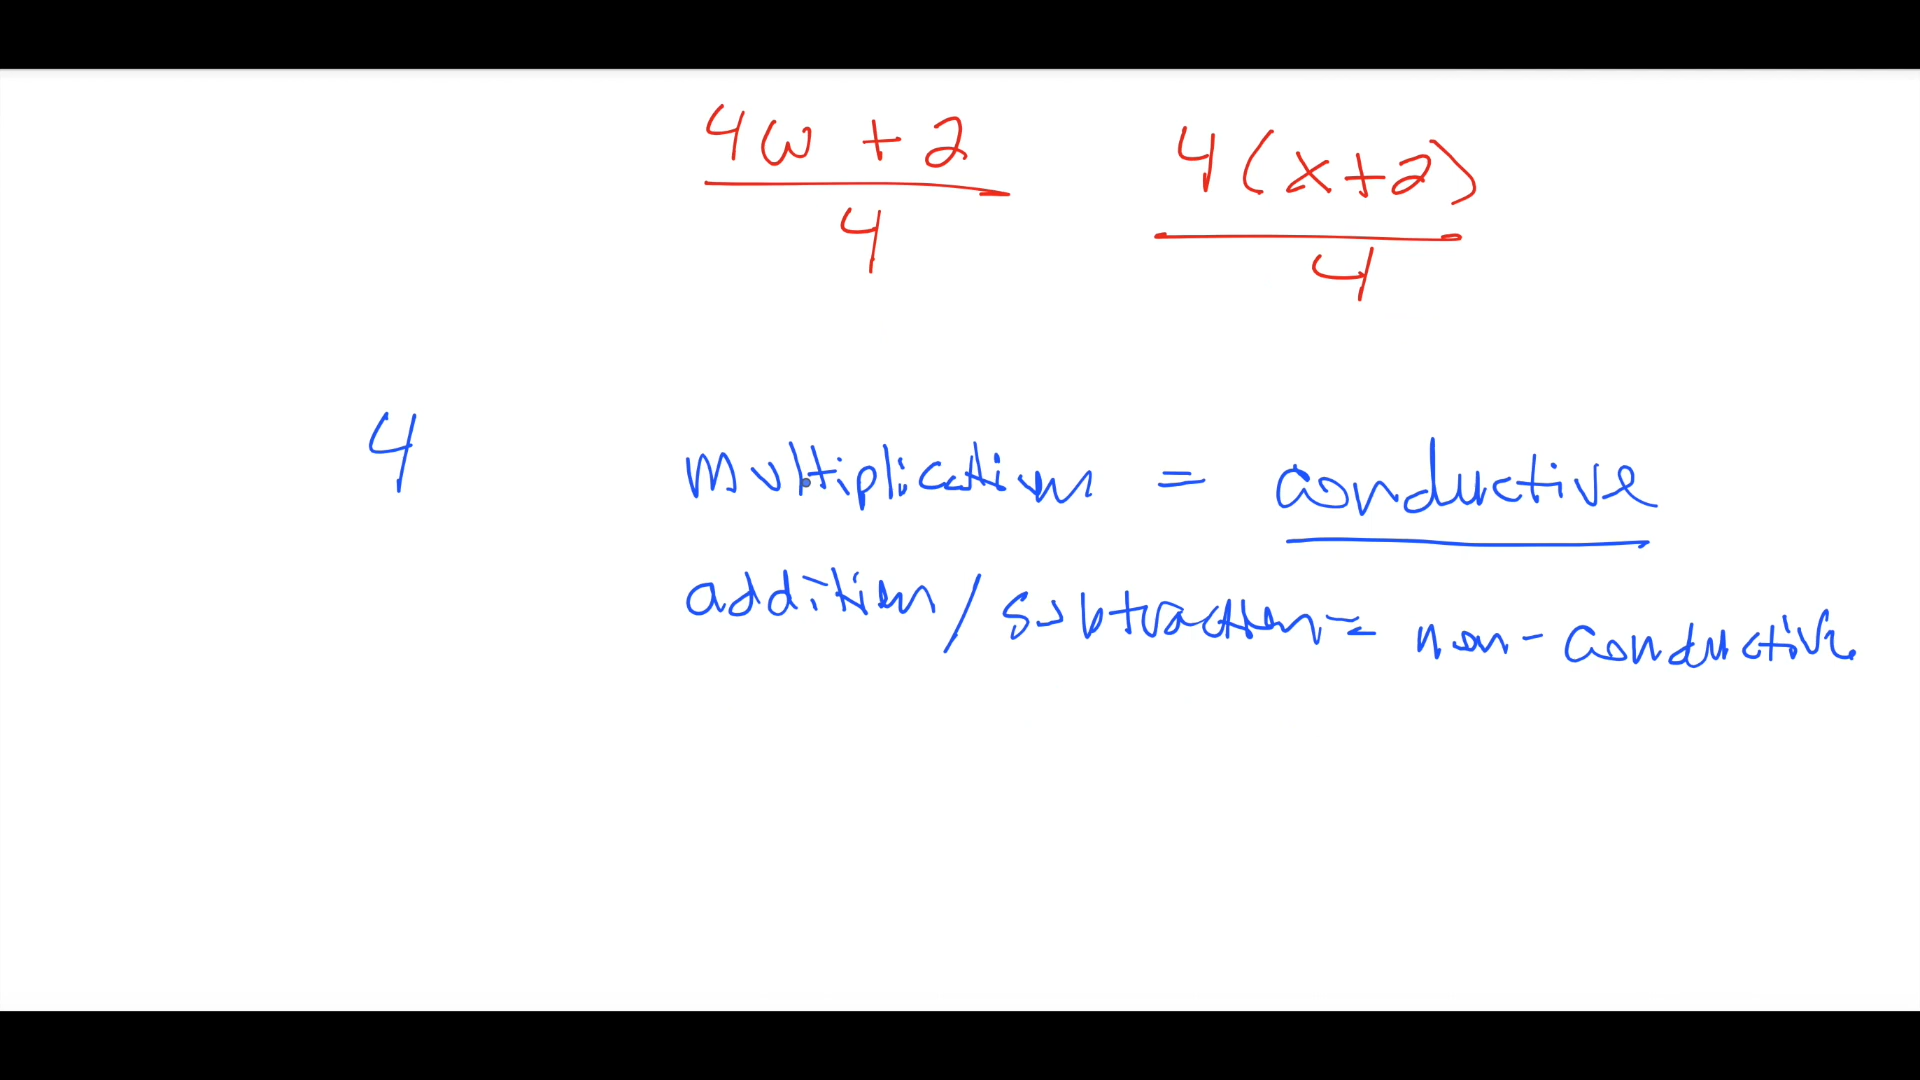 4w + 2
4
4(x+2)
4
4
multiplication = conductive
addition / subtraction = non-conductive